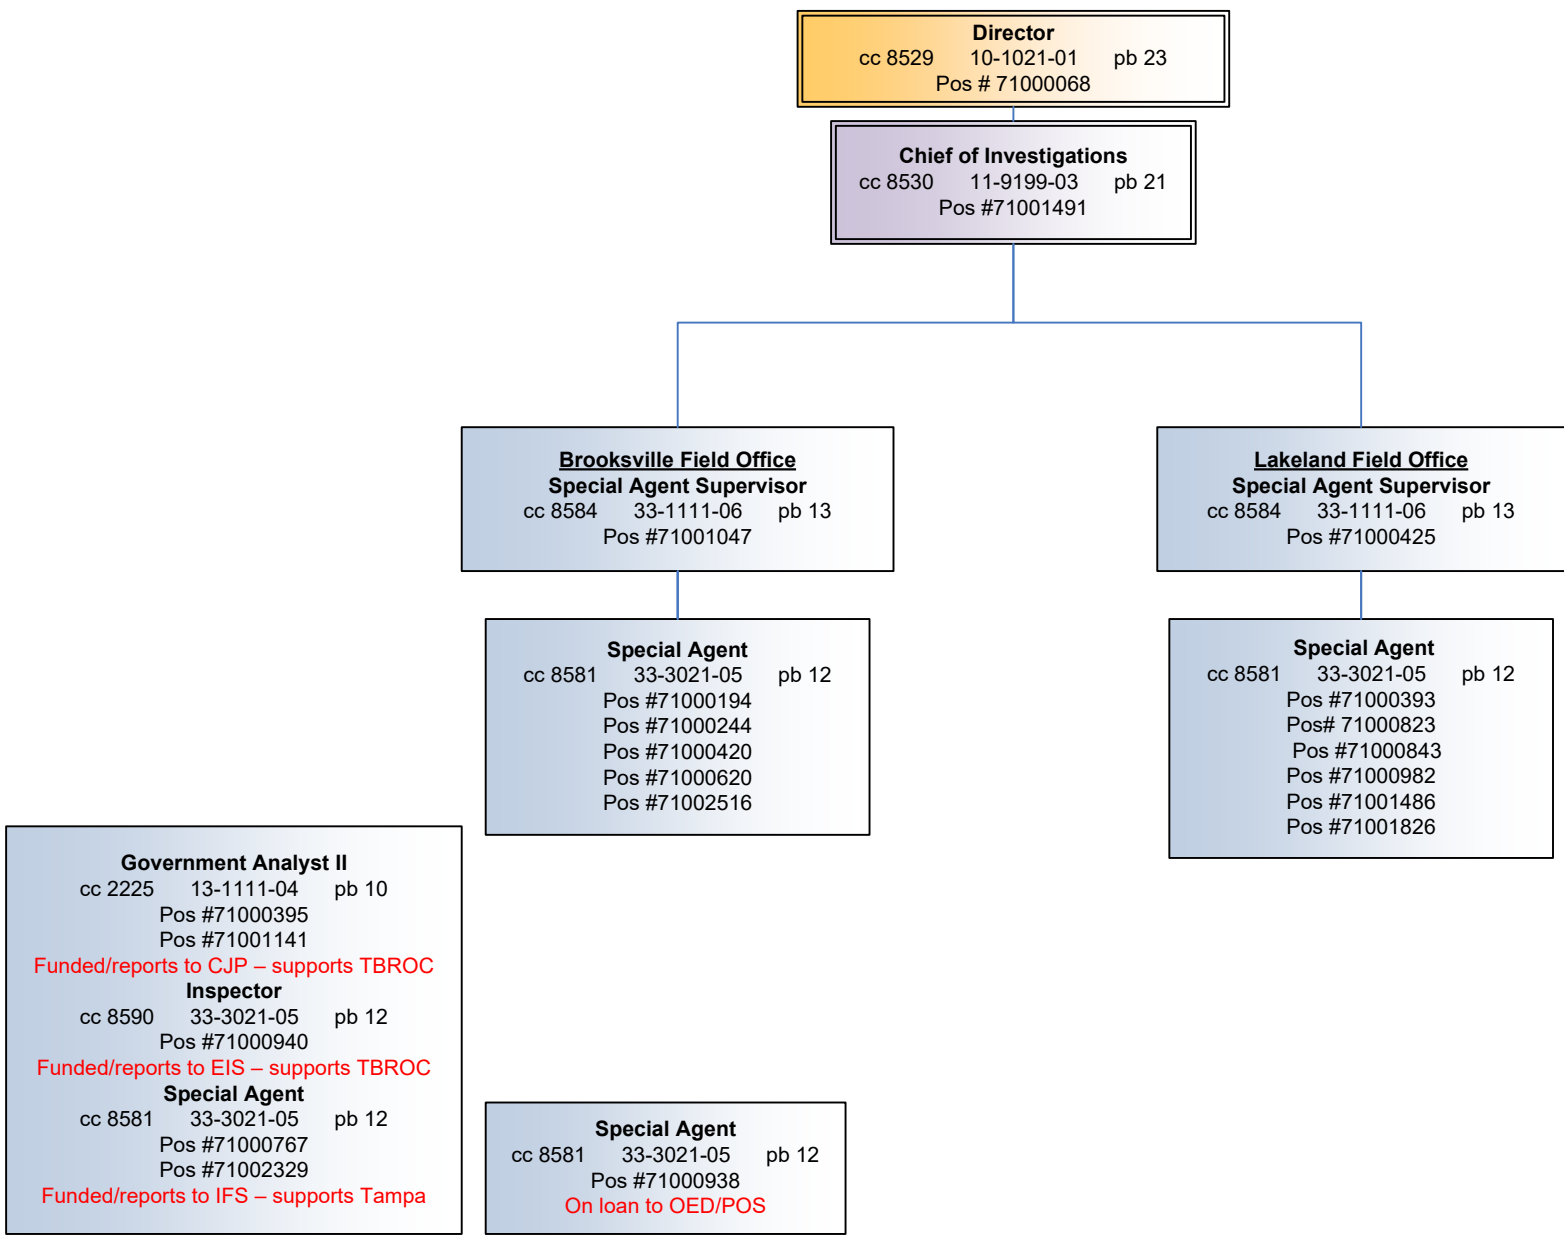 Director
cc 8529 10-1021-01 pb 23
Pos # 71000068
Chief of Investigations
cc 8530 11-9199-03 pb 21
Pos #71001491
Brooksville Field Office
Special Agent Supervisor
cc 8584 33-1111-06 pb 13
Pos #71001047
Lakeland Field Office
Special Agent Supervisor
cc 8584 33-1111-06 pb 13
Pos #71000425
Special Agent
cc 8581 33-3021-05 pb 12
Pos #71000194
Pos #71000244
Pos #71000420
Pos #71000620
Pos #71002516
Special Agent
cc 8581 33-3021-05 pb 12
Pos #71000393
Pos# 71000823
Pos #71000843
Pos #71000982
Pos #71001486
Pos #71001826
Government Analyst II
cc 2225 13-1111-04 pb 10
Pos #71000395
Pos #71001141
Funded/reports to CJP – supports TBROC
Inspector
cc 8590 33-3021-05 pb 12
Pos #71000940
Funded/reports to EIS – supports TBROC
Special Agent
cc 8581 33-3021-05 pb 12
Pos #71000767
Pos #71002329
Funded/reports to IFS – supports Tampa
Special Agent
cc 8581 33-3021-05 pb 12
Pos #71000938
On loan to OED/POS